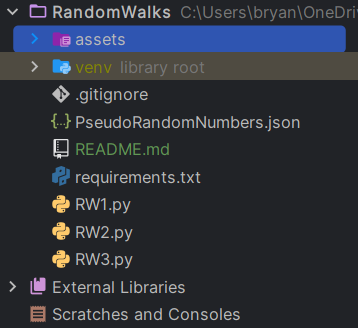 RandomWalks C:\Users\bryan\OneDri
assets
venv library root
.gitignore
PseudoRandomNumbers.json
README.md
requirements.txt
RW1.py
RW2.py
RW3.py
External Libraries
Scratches and Consoles